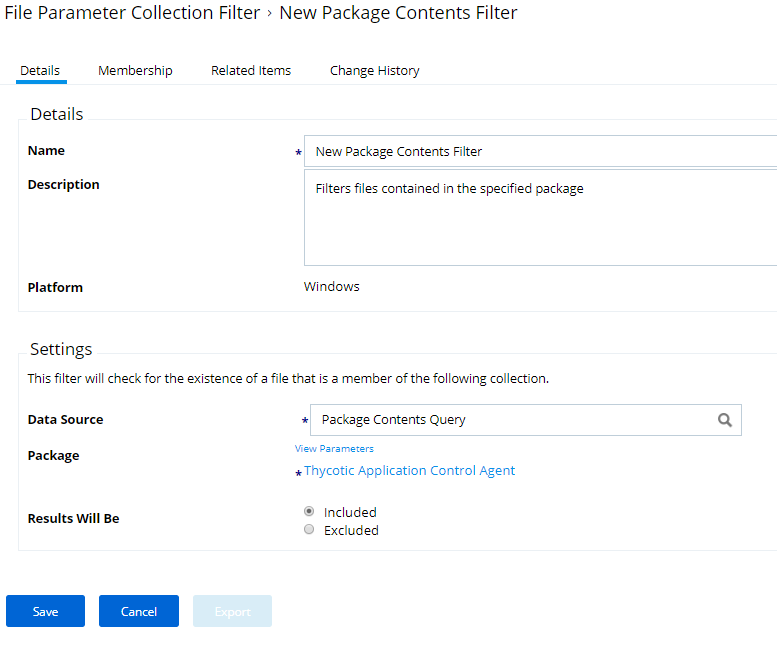 File Parameter Collection Filter › New Package Contents Filter
Details Membership Related Items Change History
Details
Name * New Package Contents Filter
Description Filters files contained in the specified package
Platform Windows
Settings
This filter will check for the existence of a file that is a member of the following collection.
Data Source * Package Contents Query
View Parameters
Package
* Thycotic Application Control Agent
Results Will Be Included
Excluded
Save Cancel Export